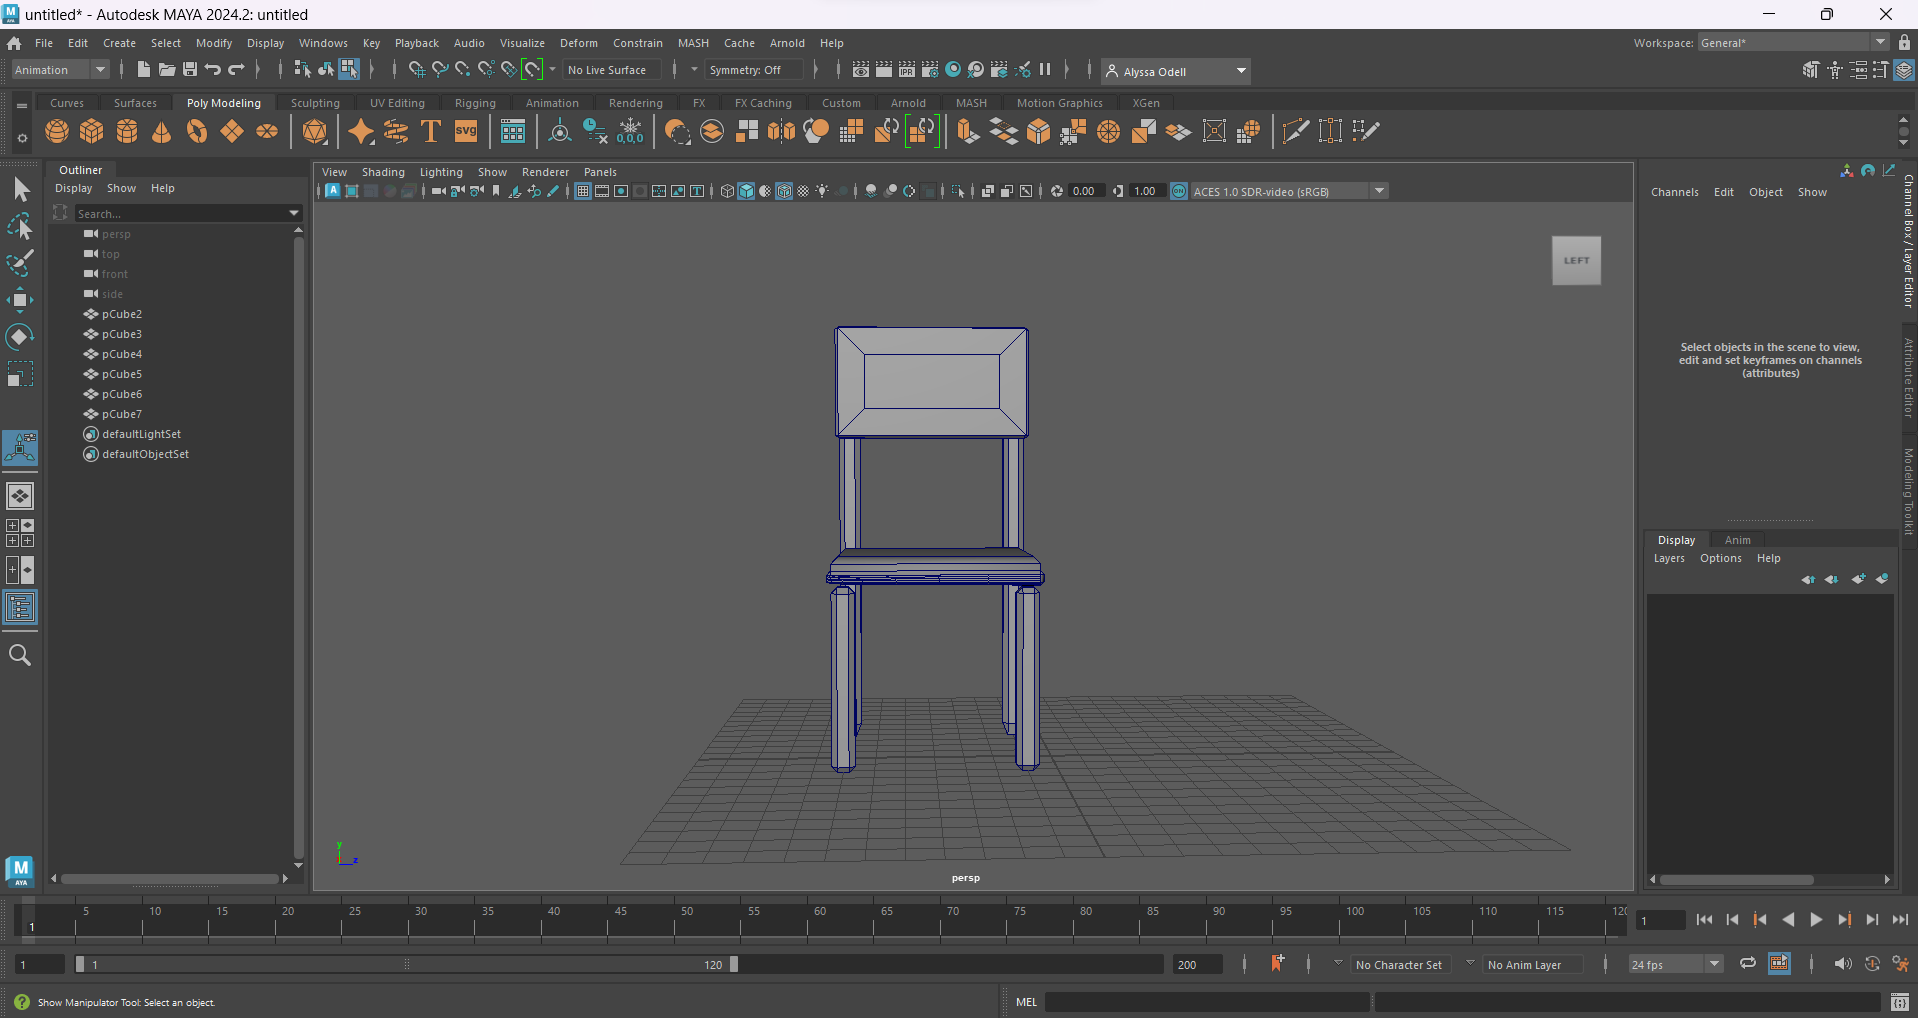 untitled* - Autodesk MAYA 2024.2: untitled
File Edit Create Select Modify Display Windows Key Playback Audio Visualize Deform Constrain MASH Cache Arnold Help
Workspace: General*
Animation
No Live Surface
Symmetry: Off
Alyssa Odell
Curves Surfaces Poly Modeling Sculpting UV Editing Rigging Animation Rendering FX FX Caching Custom Arnold MASH Motion Graphics XGen
T
svg
0,0,0
IPR
Outliner
Display Show Help
Search...
persp
top
front
side
pCube2
pCube3
pCube4
pCube5
pCube6
pCube7
defaultLightSet
defaultObjectSet
View Shading Lighting Show Renderer Panels
A
0.00
1.00
ON
ACES 1.0 SDR-video (sRGB)
LEFT
y
z
persp
Channels Edit Object Show
Select objects in the scene to view,
edit and set keyframes on channels
(attributes)
Channel Box / Layer Editor
Attribute Editor
Modeling Toolkit
Display Anim
Layers Options Help
M
AYA
1
5 10 15 20 25 30 35 40 45 50 55 60 65 70 75 80 85 90 95 100 105 110 115 120
1
1
1
120
200
No Character Set
No Anim Layer
24 fps
Show Manipulator Tool: Select an object.
MEL